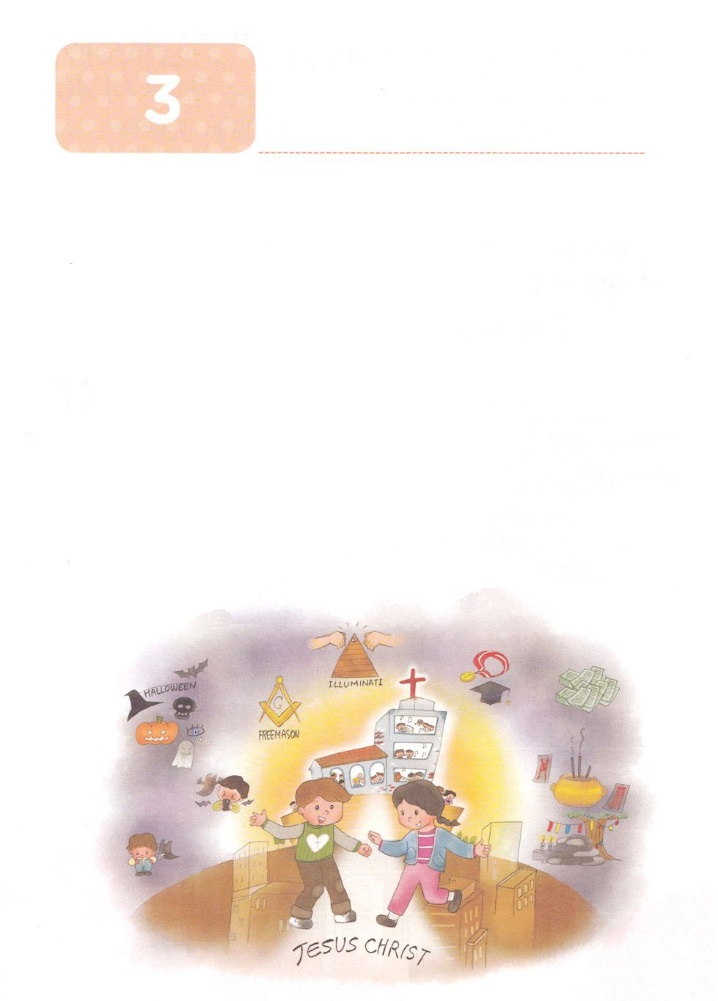 3
ILLUMINATI
HALLOWEEN
G
FREEMASON
JESUS CHRIST